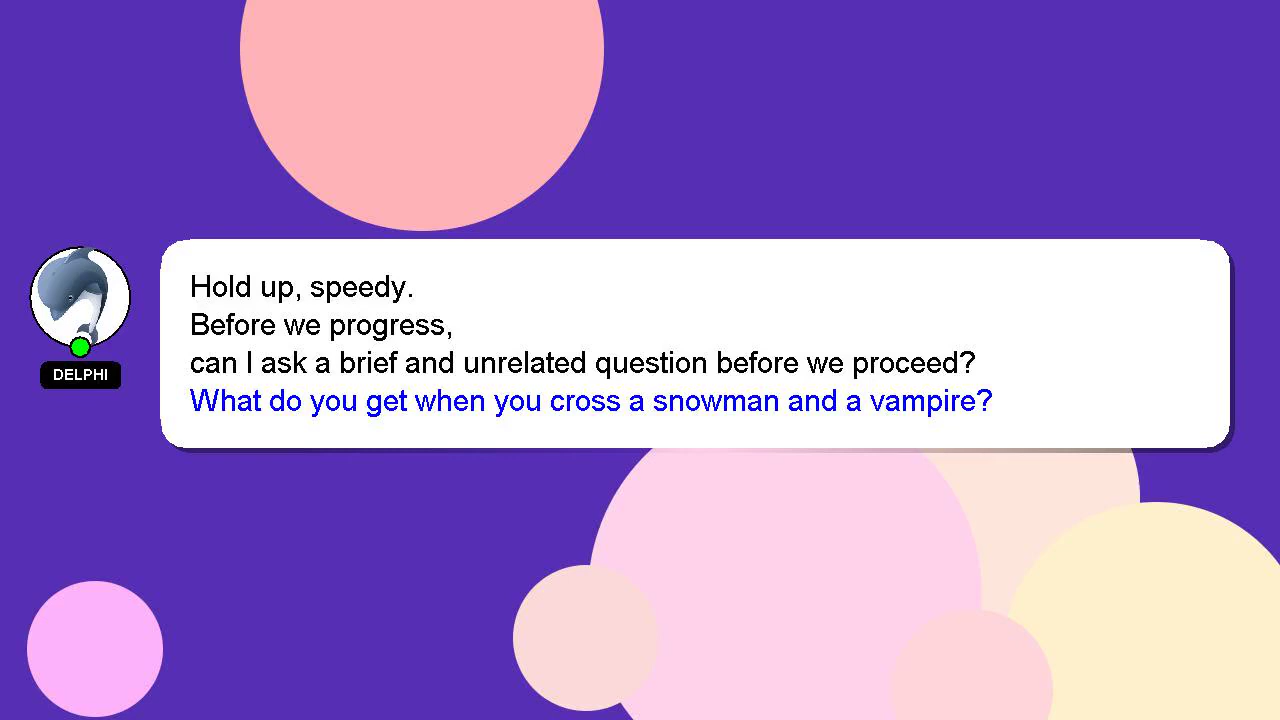 Hold up, speedy.
Before we progress,
can I ask a brief and unrelated question before we proceed?
What do you get when you cross a snowman and a vampire?
DELPHI